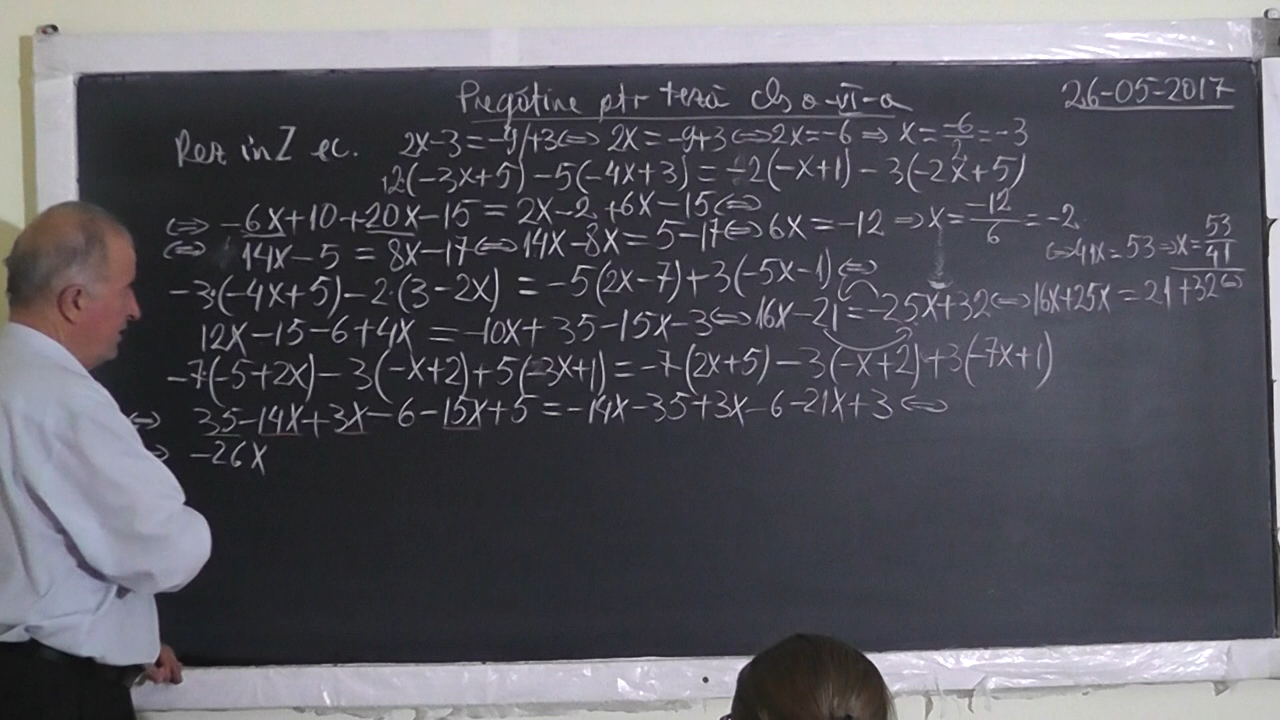 Pregătire ptr teză cls a-VI-a
26-05-2017
Rez in Z ec. 2x-3=-9/+3⇔ 2x=-9+3⇔2x=-6 ⇒ x=\frac{-6}{2}=-3
2(-3x+5)-5(-4x+3)=-2(-x+1)-3(-2x+5)
⇔ -6x+10+20x-15=2x-2+6x-15⇔
⇔ 14x-5=8x-17⇔14x-8x=5-17⇔6x=-12 ⇒x=\frac{-12}{6}=-2
-3·(-4x+5)-2·(3-2x)=-5(2x-7)+3(-5x-1)⇔
12x-15-6+4x=-10x+35-15x-3⇔16x-21=-25x+32⇔16x+25x=21+32⇔
⇔41x=53⇒x=\frac{53}{41}
-7(-5+2x)-3(-x+2)+5(-3x+1)=-7(2x+5)-3(-x+2)+3(-7x+1)
⇔ 35-14x+3x-6-15x+5=-14x-35+3x-6-21x+3⇔
⇒ -26x